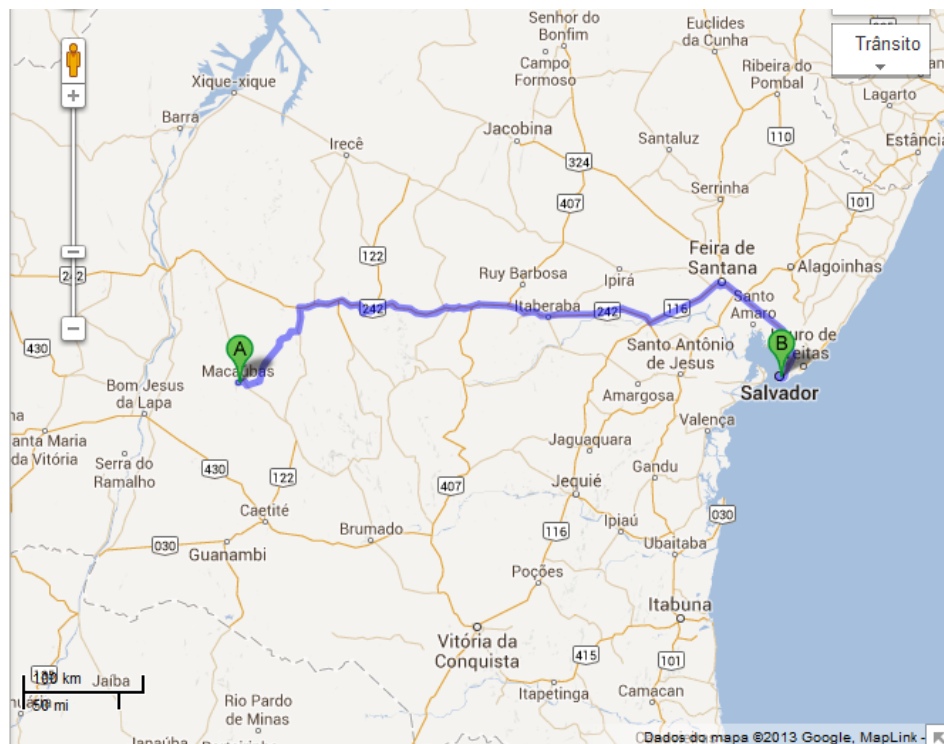 Senhor do
Bonfim
Euclides
da Cunha
Trânsito
Campo
Formoso
Ribeira do
Pombal
Xique-xique
Lagarto
Barra
Jacobina
Santaluz
110
Estância
Irecê
324
Serrinha
407
101
122
Feira de
Santana
242
Ruy Barbosa
Ipirá
Alagoinhas
Itaberaba
242
242
116
Santo
Amaro
430
A
B
Santo Antônio
de Jesus
Macaúbas
Bom Jesus
da Lapa
Amargosa
Salvador
Valença
anta Maria
da Vitória
Jaguaquara
Serra do
Ramalho
430
122
Gandu
407
Jequié
Caetité
030
Brumado
Ipiaú
116
030
Guanambi
Ubaitaba
Poções
Itabuna
Vitória da
Conquista
415
101
100 km
Jaíba
50 mi
Itapetinga
Camacan
Rio Pardo
de Minas
Dados do mapa ©2013 Google, MapLink -